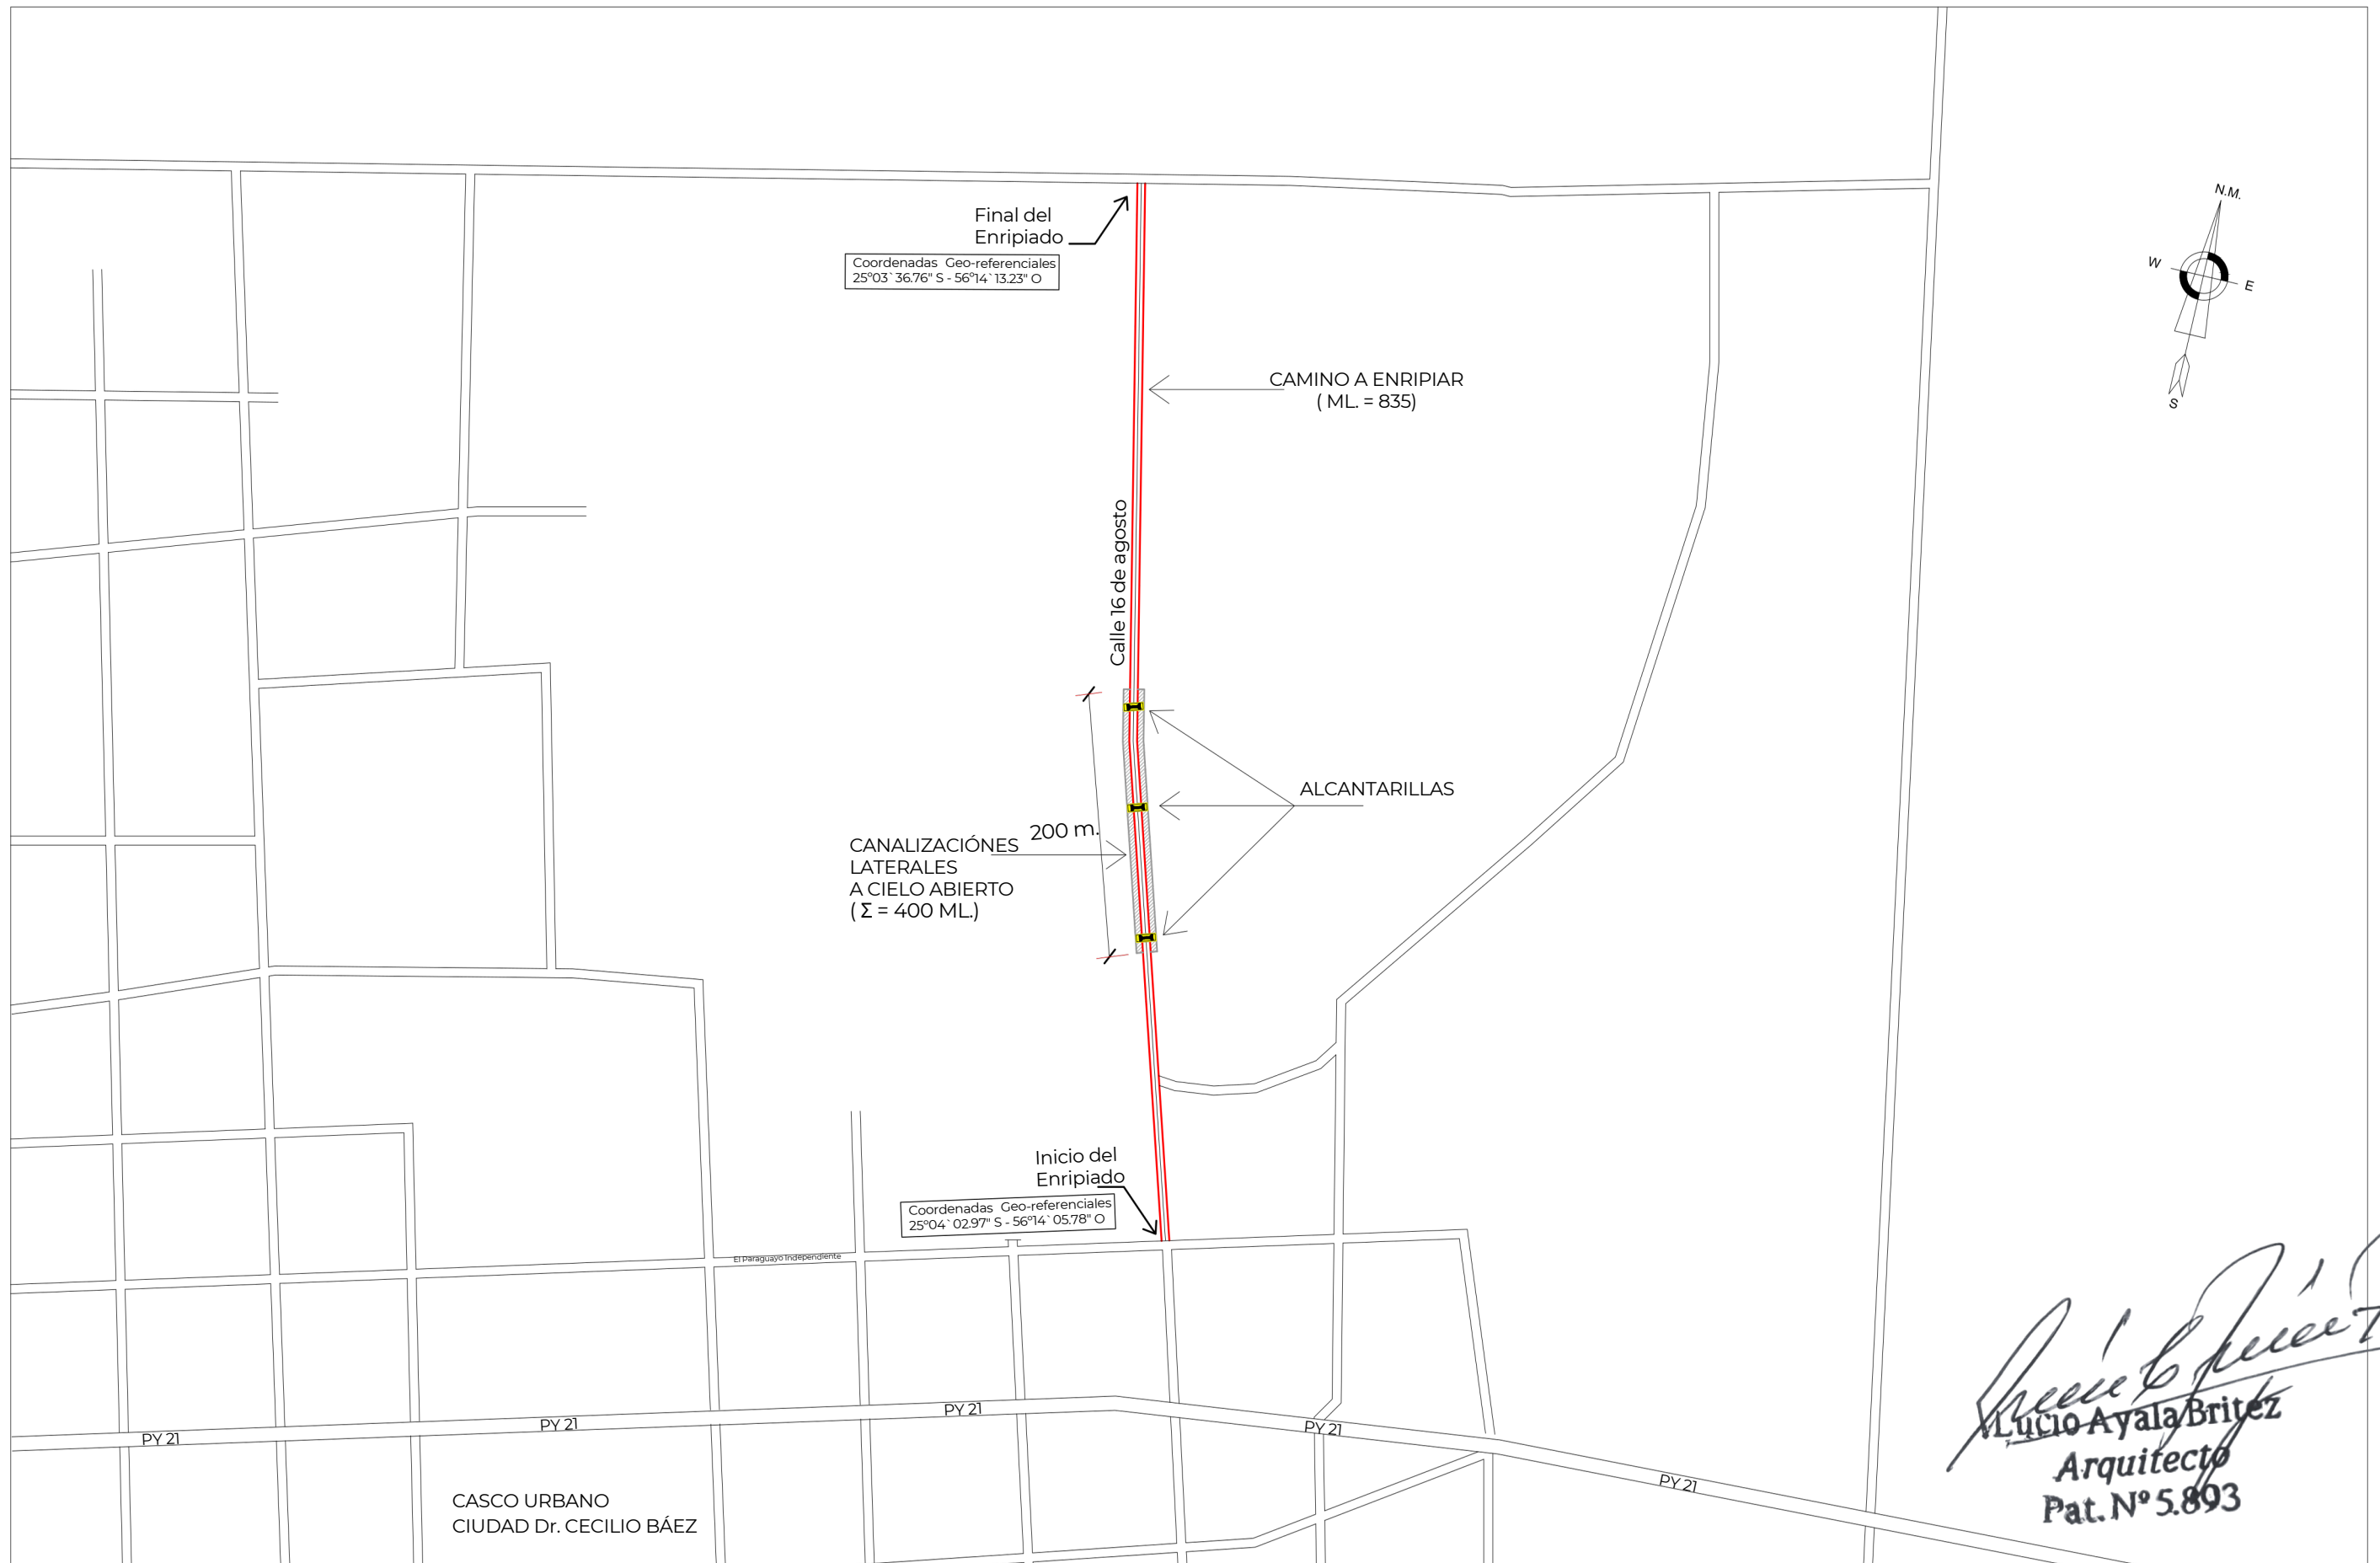 N.M.
W
E
S
Final del
Enripiado
Coordenadas Geo-referenciales
25º03`36.76" S - 56º14`13.23" O
CAMINO A ENRIPIAR
( ML. = 835)
Calle 16 de agosto
ALCANTARILLAS
200 m.
CANALIZACIÓNES
LATERALES
A CIELO ABIERTO
( Σ = 400 ML.)
Inicio del
Enripiado
Coordenadas Geo-referenciales
25º04`02.97" S - 56º14`05.78" O
El Paraguayo Independiente
PY 21
PY 21
PY 21
PY 21
PY 21
CASCO URBANO
CIUDAD Dr. CECILIO BÁEZ
Lucio Ayala Britez
Arquitecto
Pat. Nº 5.893